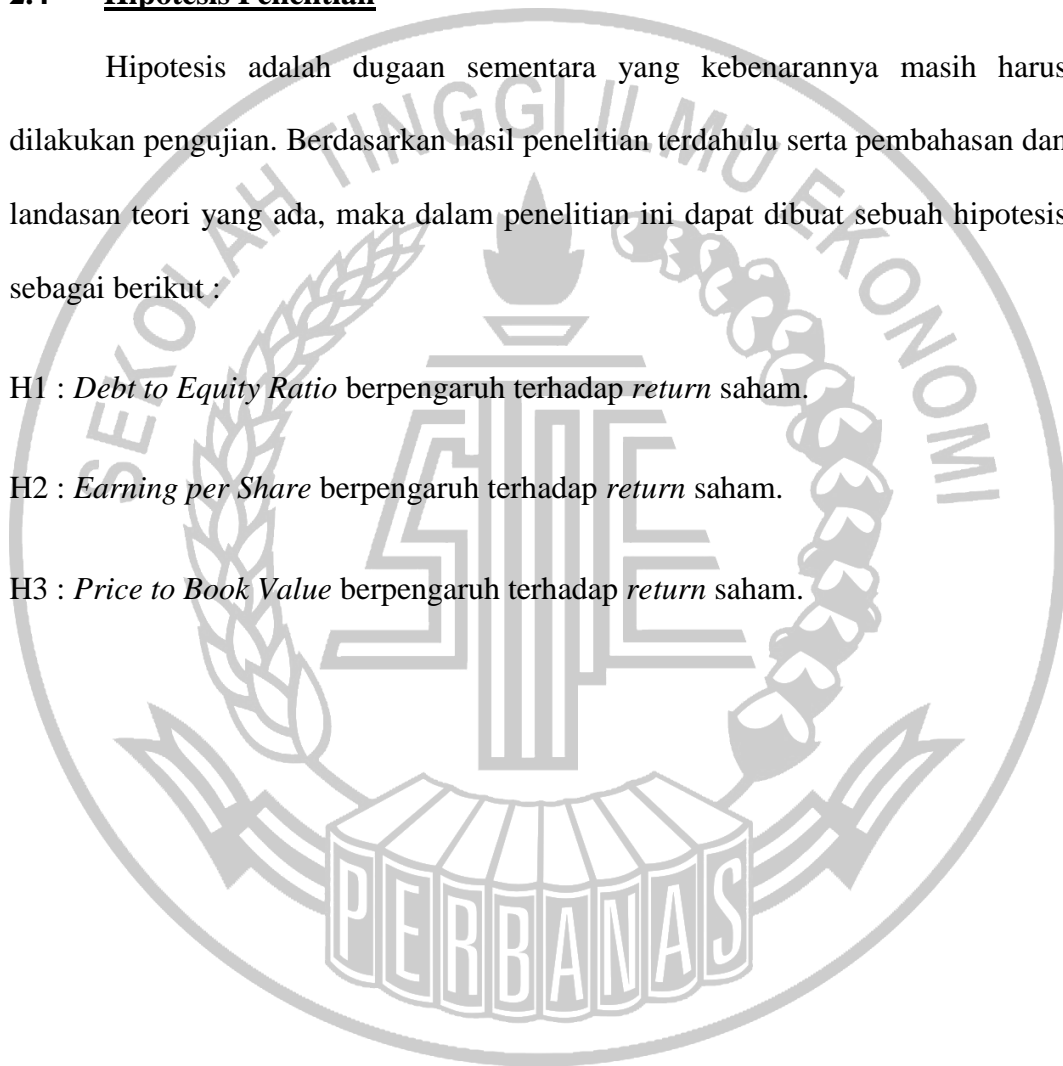 2.4 Hipotesis Penelitian
Hipotesis adalah dugaan sementara yang kebenarannya masih harus
dilakukan pengujian. Berdasarkan hasil penelitian terdahulu serta pembahasan dan
landasan teori yang ada, maka dalam penelitian ini dapat dibuat sebuah hipotesis
sebagai berikut :
H1 : Debt to Equity Ratio berpengaruh terhadap return saham.
H2 : Earning per Share berpengaruh terhadap return saham.
H3 : Price to Book Value berpengaruh terhadap return saham.
SEKOLAH TINGGI ILMU EKONOMI
PERBANAS